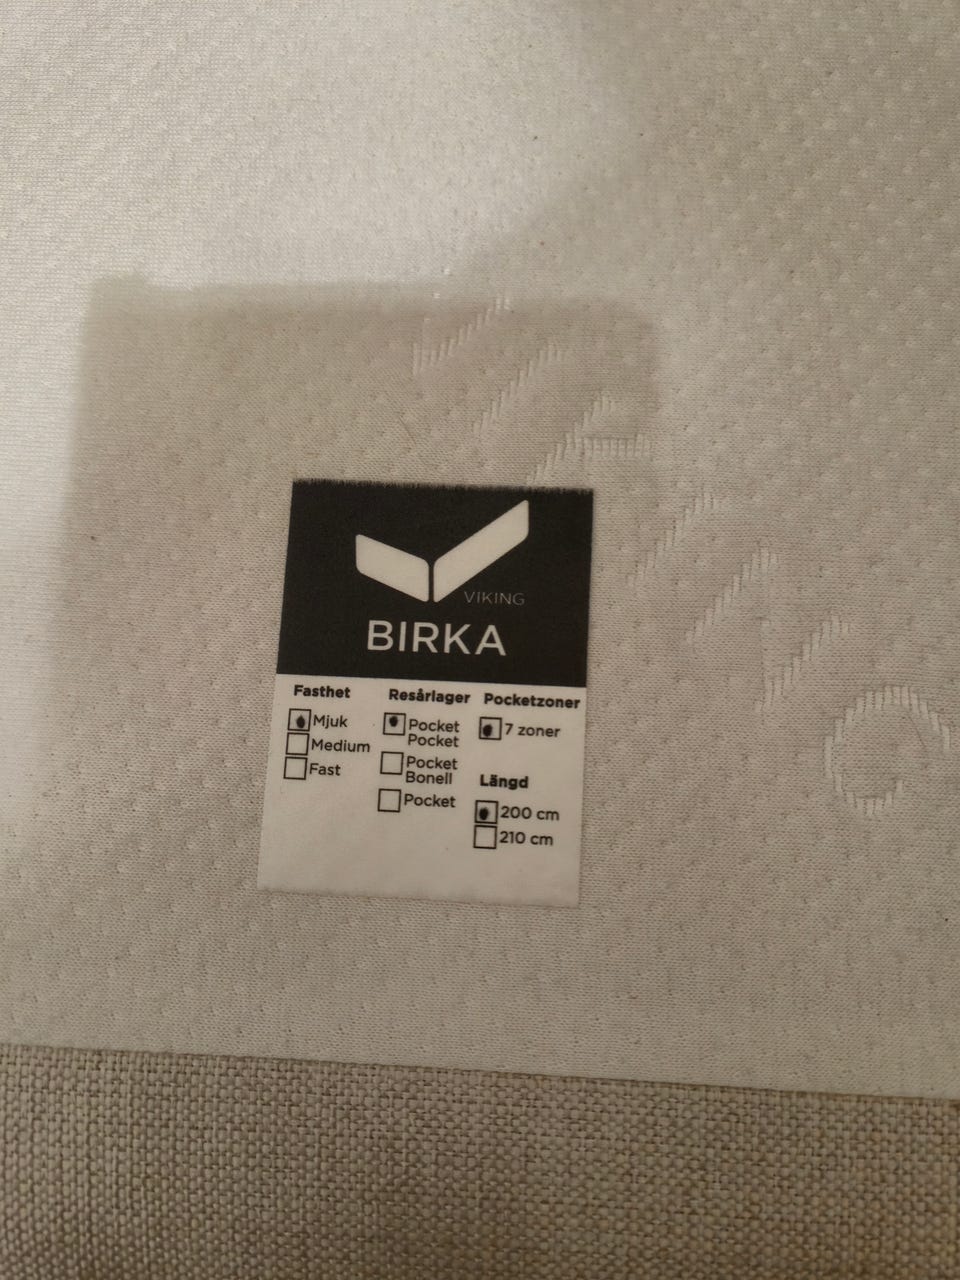 VIKING
BIRKA
Fasthet
Mjuk
Medium
Fast
Resårlager
Pocket
Pocket
Pocket
Bonell
Pocket
Pocketzoner
7 zoner
Längd
200 cm
210 cm